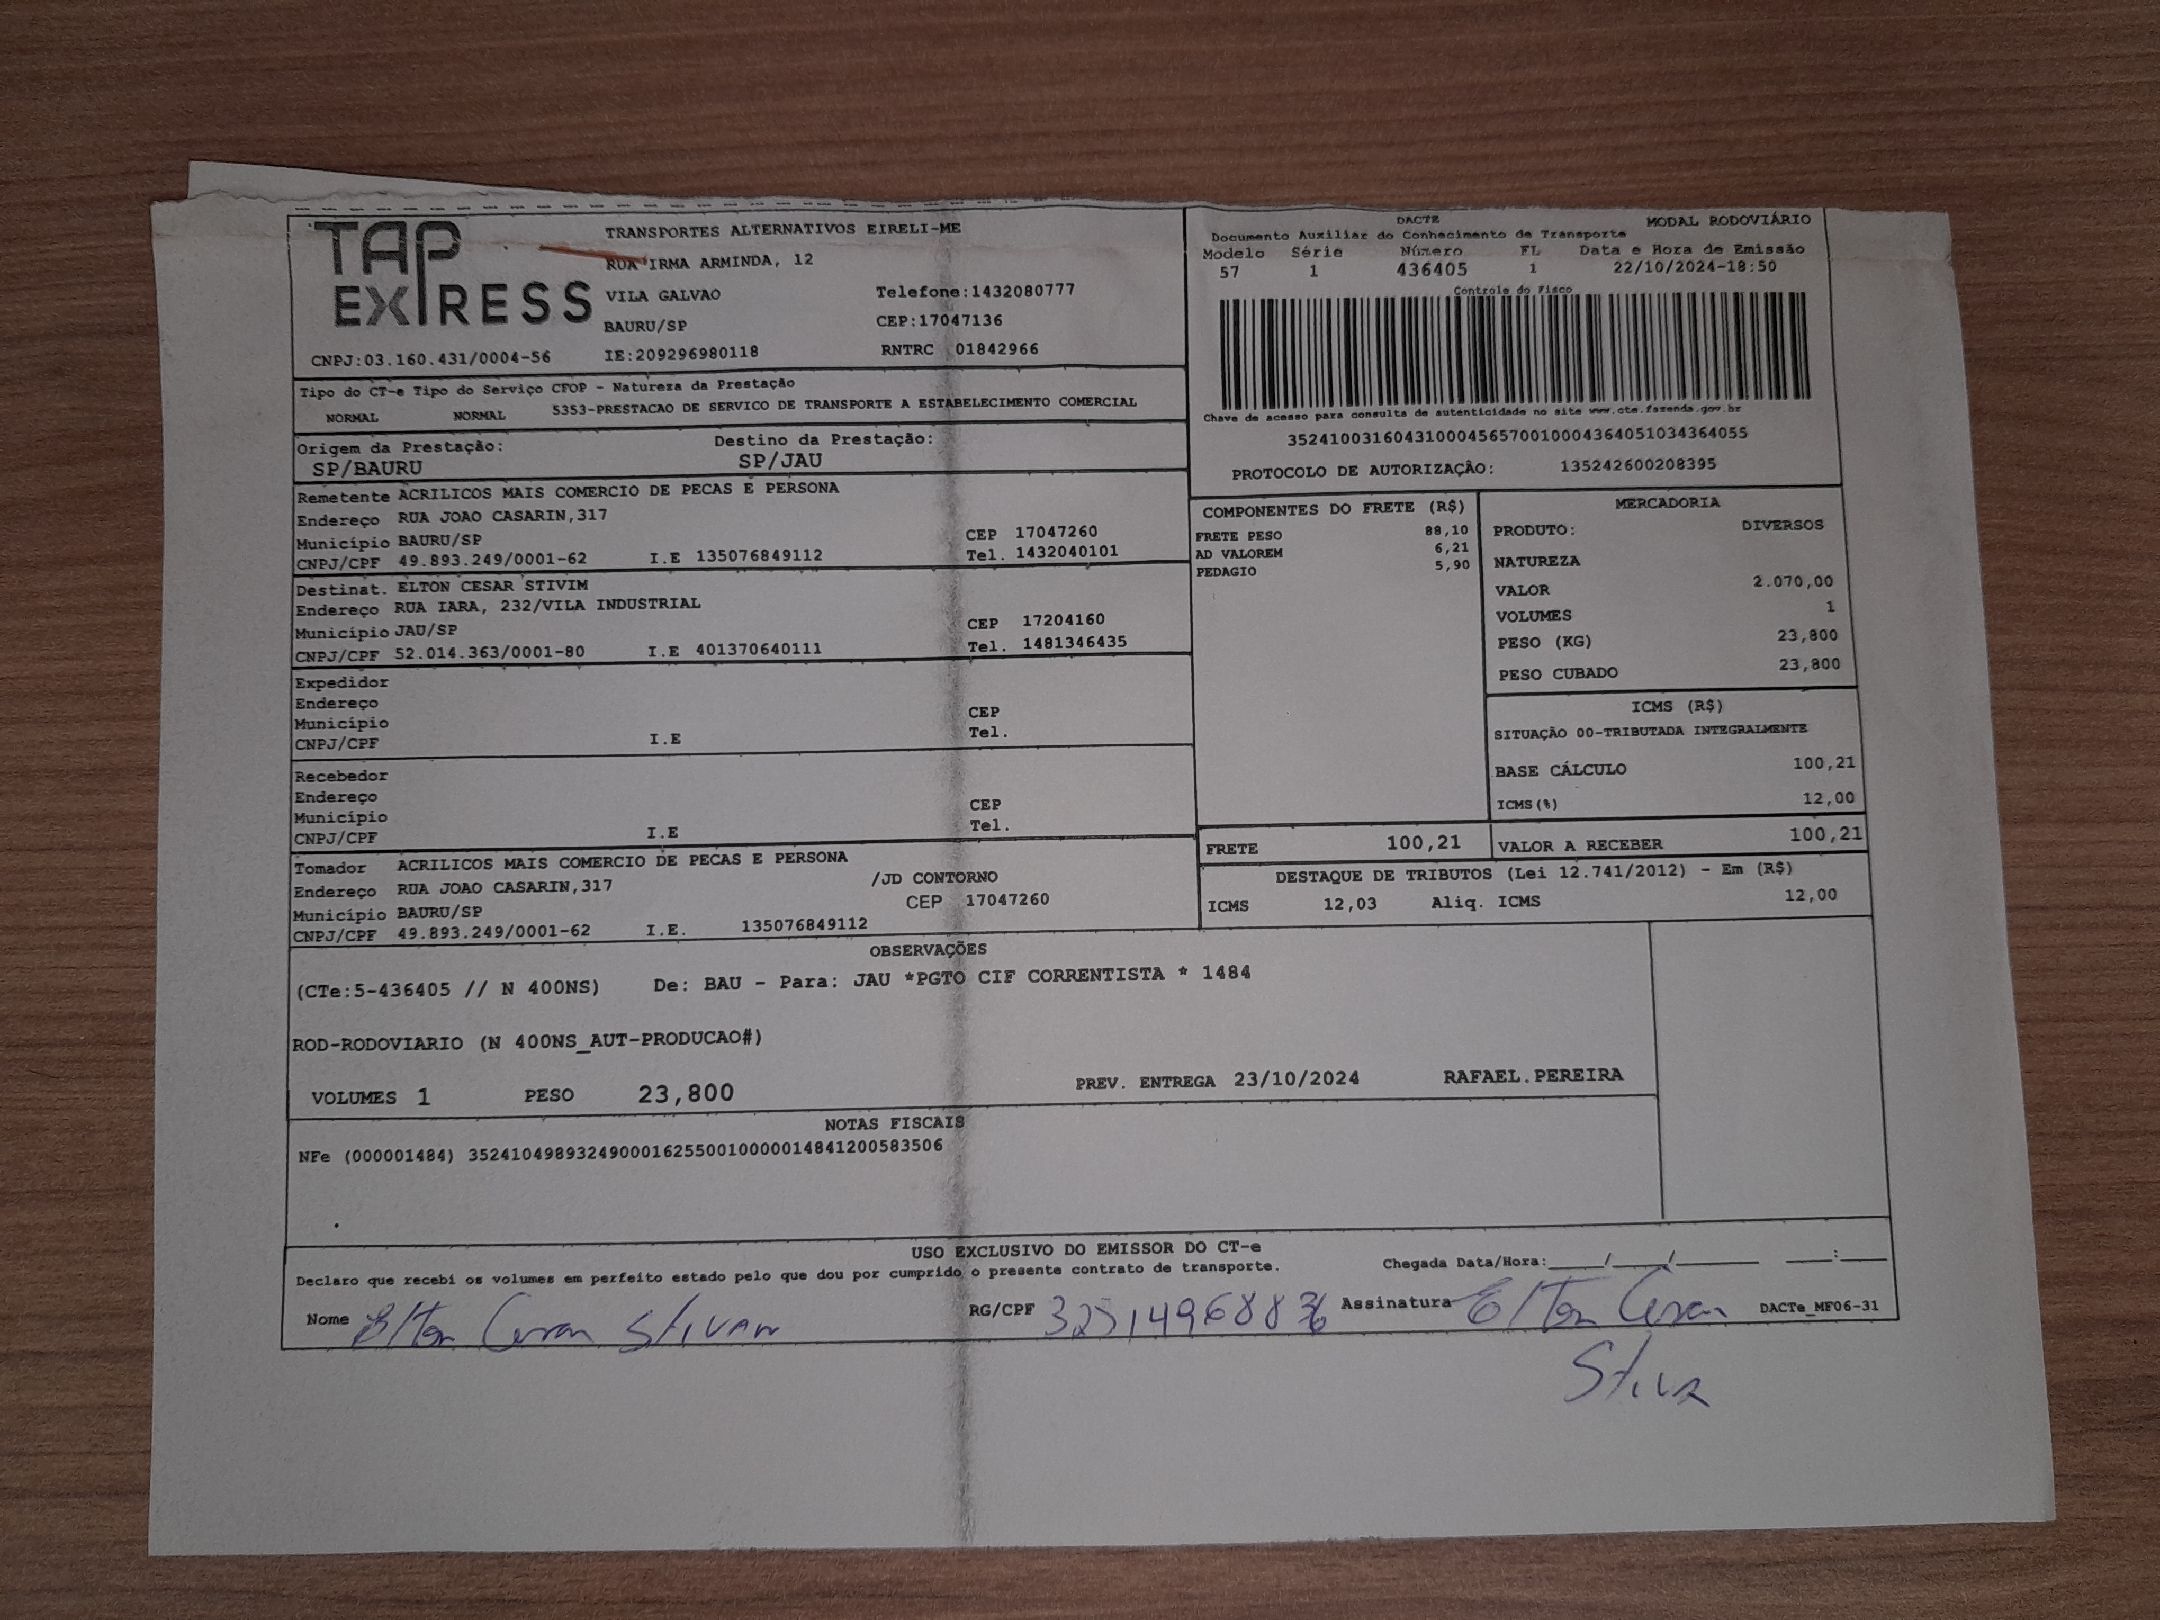 TAP EXPRESS
TRANSPORTES ALTERNATIVOS EIRELI-ME
RUA IRMA ARMINDA, 12
VILA GALVAO Telefone:1432080777
BAURU/SP CEP:17047136
CNPJ:03.160.431/0004-56 IE:209296980118 RNTRC 01842966
DACTE MODAL RODOVIÁRIO
Documento Auxiliar do Conhecimento de Transporte
Modelo Série Número FL Data e Hora de Emissão
57 1 436405 1 22/10/2024-18:50
Controle do Fisco
Chave de acesso para consulta de autenticidade no site www.cte.fazenda.gov.br
35241003160431000456570010004364051034364055
PROTOCOLO DE AUTORIZAÇÃO: 135242600208395
Tipo do CT-e Tipo do Serviço CFOP - Natureza da Prestação
NORMAL NORMAL 5353-PRESTACAO DE SERVICO DE TRANSPORTE A ESTABELECIMENTO COMERCIAL
Origem da Prestação: Destino da Prestação:
SP/BAURU SP/JAU
Remetente ACRILICOS MAIS COMERCIO DE PECAS E PERSONA
Endereço RUA JOAO CASARIN,317
Município BAURU/SP CEP 17047260
CNPJ/CPF 49.893.249/0001-62 I.E 135076849112 Tel. 1432040101
Destinat. ELTON CESAR STIVIM
Endereço RUA IARA, 232/VILA INDUSTRIAL
Município JAU/SP CEP 17204160
CNPJ/CPF 52.014.363/0001-80 I.E 401370640111 Tel. 1481346435
Expedidor
Endereço
Município CEP
CNPJ/CPF I.E Tel.
Recebedor
Endereço
Município CEP
CNPJ/CPF I.E Tel.
Tomador ACRILICOS MAIS COMERCIO DE PECAS E PERSONA
Endereço RUA JOAO CASARIN,317 /JD CONTORNO
Município BAURU/SP CEP 17047260
CNPJ/CPF 49.893.249/0001-62 I.E. 135076849112
COMPONENTES DO FRETE (R$)
FRETE PESO 88,10
AD VALOREM 6,21
PEDAGIO 5,90
MERCADORIA
PRODUTO: DIVERSOS
NATUREZA
VALOR 2.070,00
VOLUMES 1
PESO (KG) 23,800
PESO CUBADO 23,800
ICMS (R$)
SITUAÇÃO 00-TRIBUTADA INTEGRALMENTE
BASE CÁLCULO 100,21
ICMS(%) 12,00
FRETE 100,21 VALOR A RECEBER 100,21
DESTAQUE DE TRIBUTOS (Lei 12.741/2012) - Em (R$)
ICMS 12,03 Aliq. ICMS 12,00
OBSERVAÇÕES
(CTe:5-436405 // N 400NS) De: BAU - Para: JAU *PGTO CIF CORRENTISTA * 1484
ROD-RODOVIARIO (N 400NS_AUT-PRODUCAO#)
VOLUMES 1 PESO 23,800 PREV. ENTREGA 23/10/2024 RAFAEL.PEREIRA
NOTAS FISCAIS
NFe (000001484) 35241049893249000162550010000014841200583506
USO EXCLUSIVO DO EMISSOR DO CT-e
Declaro que recebi os volumes em perfeito estado pelo que dou por cumprido o presente contrato de transporte. Chegada Data/Hora:____/____/______ ___:___
Nome Elton Cesar RG/CPF Assinatura Elton Cesar DACTe_MF06-31